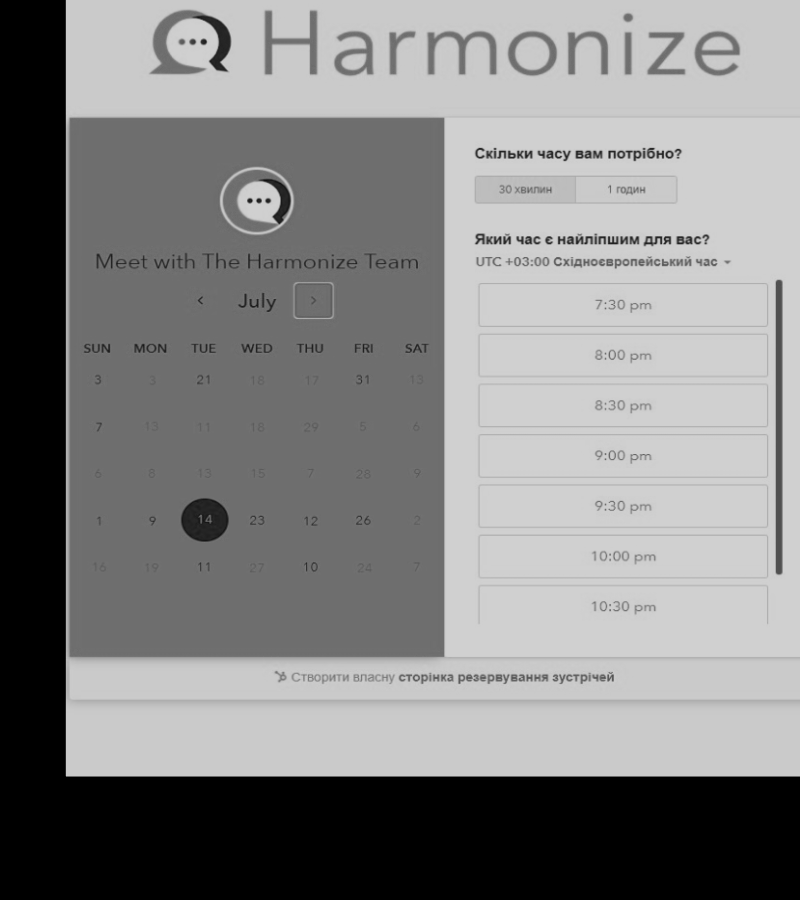 Harmonize
Meet with The Harmonize Team
‹ July ›
SUN MON TUE WED THU FRI SAT
3 3 21 18 17 31 13
7 13 11 18 29 5 6
6 8 13 15 7 28 9
1 9 14 23 12 26 2
16 19 11 27 10 24 7
Скільки часу вам потрібно?
30 хвилин 1 годин
Який час є найліпшим для вас?
UTC +03:00 Східноєвропейський час
7:30 pm
8:00 pm
8:30 pm
9:00 pm
9:30 pm
10:00 pm
10:30 pm
Створити власну сторінка резервування зустрічей